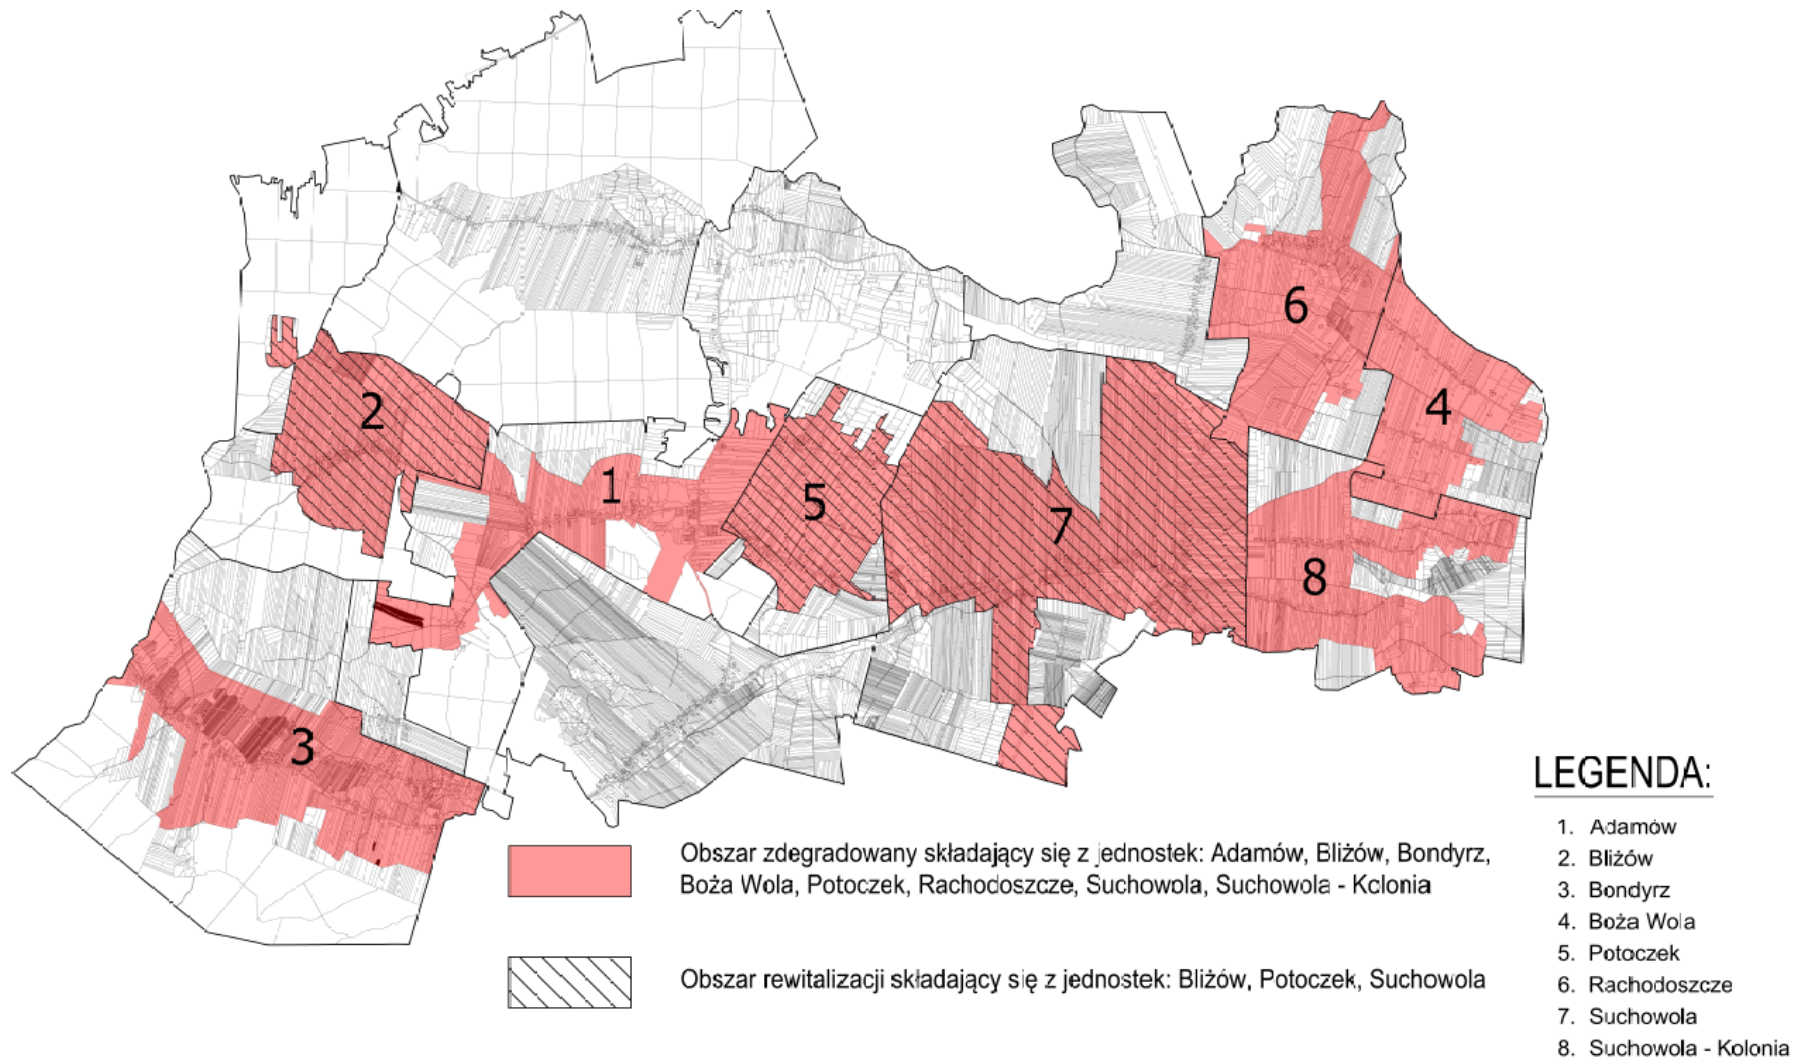 6
2
4
1
5
7
8
3
LEGENDA:
1. Adamów
2. Bliżów
3. Bondyrz
4. Boża Wola
5. Potoczek
6. Rachodoszcze
7. Suchowola
8. Suchowola - Kolonia
Obszar zdegradowany składający się z jednostek: Adamów, Bliżów, Bondyrz,
Boża Wola, Potoczek, Rachodoszcze, Suchowola, Suchowola - Kolonia
Obszar rewitalizacji składający się z jednostek: Bliżów, Potoczek, Suchowola